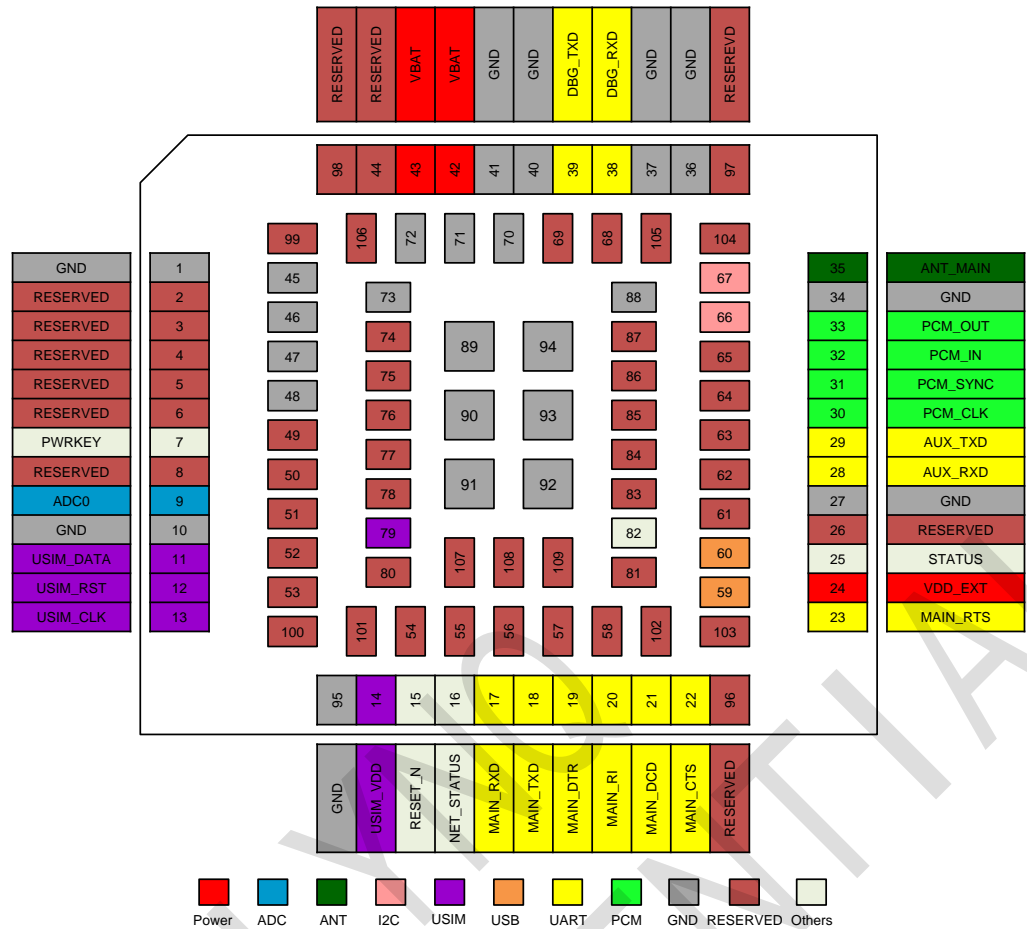 RESERVED RESERVED VBAT VBAT GND GND DBG_TXD DBG_RXD GND GND RESEREVD
98 44 43 42 41 40 39 38 37 36 97
106 72 71 70 69 68 105
99 104
45 67
46 66
47 65
48 64
49 63
50 62
51 61
52 60
53 59
100 103
73 88
74 87
75 86
76 85
77 84
78 83
79 82
80 81
89 94
90 93
91 92
107 108 109
101 54 55 56 57 58 102
GND 1
RESERVED 2
RESERVED 3
RESERVED 4
RESERVED 5
RESERVED 6
PWRKEY 7
RESERVED 8
ADC0 9
GND 10
USIM_DATA 11
USIM_RST 12
USIM_CLK 13
35 ANT_MAIN
34 GND
33 PCM_OUT
32 PCM_IN
31 PCM_SYNC
30 PCM_CLK
29 AUX_TXD
28 AUX_RXD
27 GND
26 RESERVED
25 STATUS
24 VDD_EXT
23 MAIN_RTS
95 14 15 16 17 18 19 20 21 22 96
GND USIM_VDD RESET_N NET_STATUS MAIN_RXD MAIN_TXD MAIN_DTR MAIN_RI MAIN_DCD MAIN_CTS RESERVED
Power ADC ANT I2C USIM USB UART PCM GND RESERVED Others